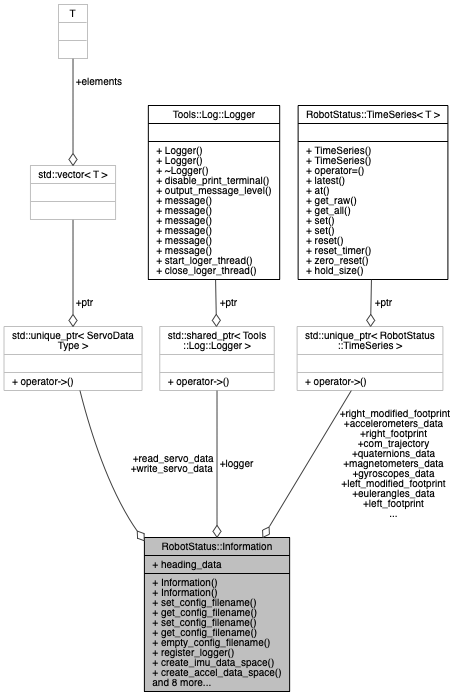 T
+elements
std::vector< T >
Tools::Log::Logger
+ Logger()
+ Logger()
+ ~Logger()
+ disable_print_terminal()
+ output_message_level()
+ message()
+ message()
+ message()
+ message()
+ message()
+ message()
+ start_loger_thread()
+ close_loger_thread()
RobotStatus::TimeSeries< T >
+ TimeSeries()
+ TimeSeries()
+ operator=()
+ latest()
+ at()
+ get_raw()
+ get_all()
+ set()
+ set()
+ reset()
+ reset_timer()
+ zero_reset()
+ hold_size()
+ptr
+ptr
+ptr
std::unique_ptr< ServoData
Type >
+ operator->()
std::shared_ptr< Tools
::Log::Logger >
+ operator->()
std::unique_ptr< RobotStatus
::TimeSeries >
+ operator->()
+read_servo_data
+write_servo_data
+logger
+right_modified_footprint
+accelerometers_data
+right_footprint
+com_trajectory
+quaternions_data
+magnetometers_data
+gyroscopes_data
+left_modified_footprint
+eulerangles_data
+left_footprint
...
RobotStatus::Information
+ heading_data
+ Information()
+ Information()
+ set_config_filename()
+ get_config_filename()
+ set_config_filename()
+ get_config_filename()
+ empty_config_filename()
+ register_logger()
+ create_imu_data_space()
+ create_accel_data_space()
and 8 more...